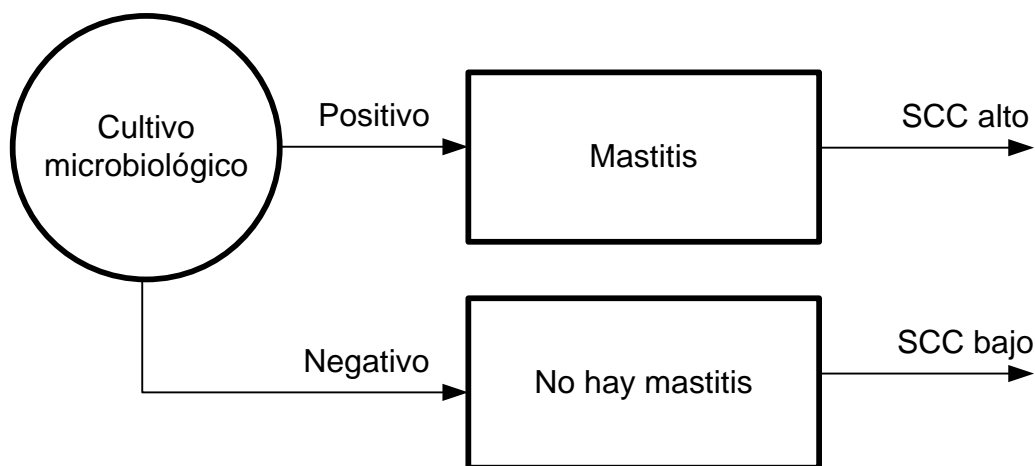 Cultivo
microbiológico
Positivo
Mastitis
SCC alto
Negativo
No hay mastitis
SCC bajo